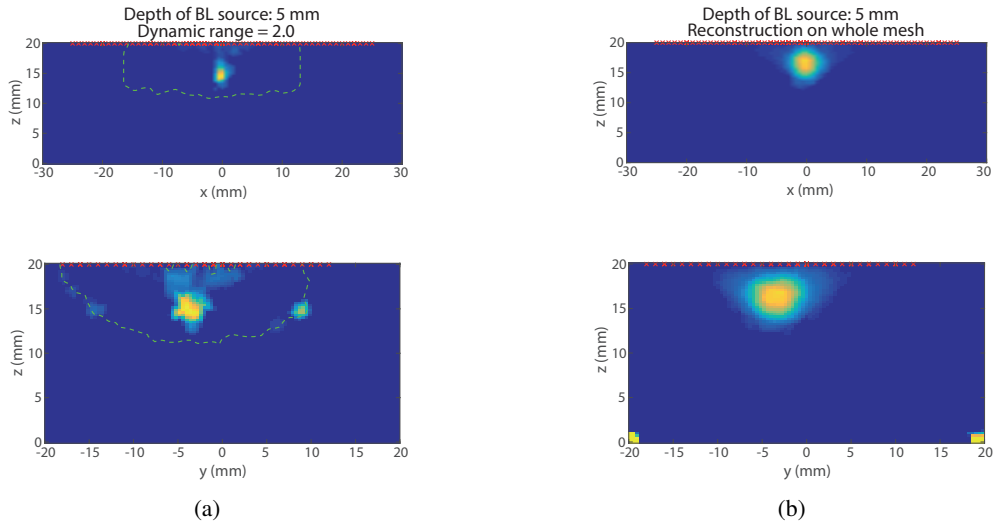 Depth of BL source: 5 mm
Dynamic range = 2.0
20
15
10
5
0
z (mm)
-30 -20 -10 0 10 20 30
x (mm)
20
15
10
5
0
z (mm)
-20 -15 -10 -5 0 5 10 15 20
y (mm)
(a)
Depth of BL source: 5 mm
Reconstruction on whole mesh
20
15
10
5
0
z (mm)
-30 -20 -10 0 10 20 30
x (mm)
20
15
10
5
0
z (mm)
-20 -15 -10 -5 0 5 10 15 20
y (mm)
(b)